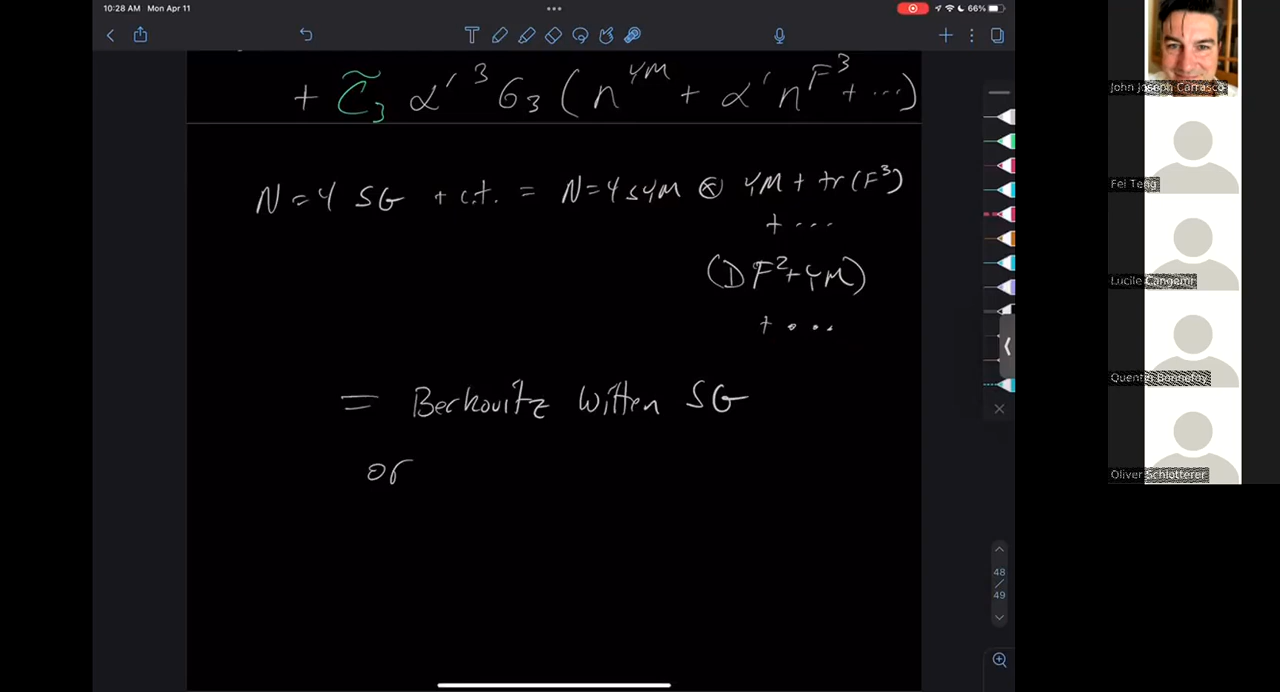 10:28 AM Mon Apr 11
66%
+ C̃₃ α'³ G₃ (n^YM + α' n^F³ + ...)
N=4 SG + c.t. = N=4 SYM ⊗ YM + tr(F³)
+ ...
(DF²+YM)
+ ...
= Berkovitz Witten SG
or
48
/
49
John Joseph Carrasco
Fei Teng
Lucile Cangemi
Quentin Bonnefoy
Oliver Schlotterer